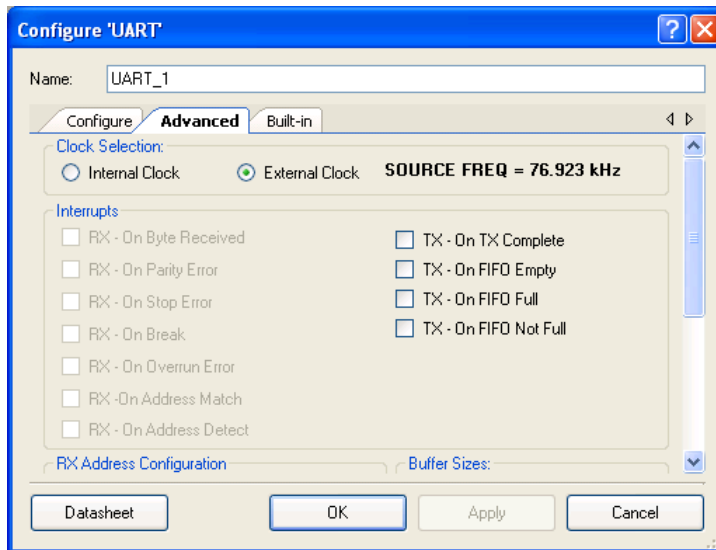 Configure 'UART'
Name: UART_1
Configure Advanced Built-in
Clock Selection:
Internal Clock External Clock SOURCE FREQ = 76.923 kHz
Interrupts
RX - On Byte Received
RX - On Parity Error
RX - On Stop Error
RX - On Break
RX - On Overrun Error
RX -On Address Match
RX - On Address Detect
TX - On TX Complete
TX - On FIFO Empty
TX - On FIFO Full
TX - On FIFO Not Full
RX Address Configuration Buffer Sizes:
Datasheet OK Apply Cancel